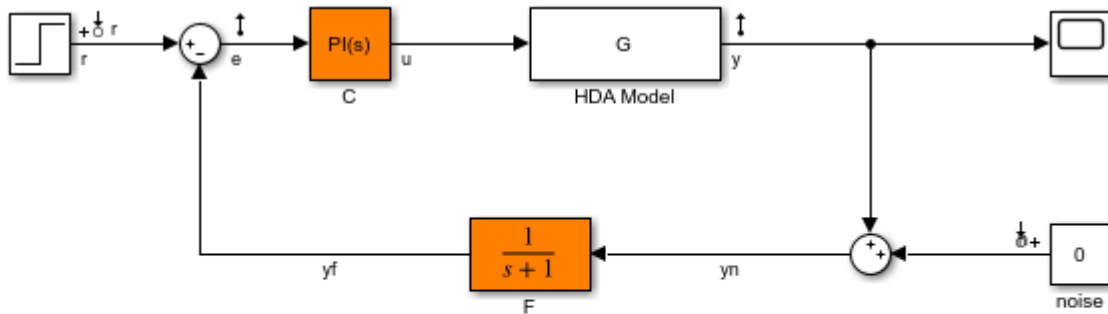 r
r
+
−
e
PI(s)
C
u
G
HDA Model
y
+
yf
1
s + 1
F
yn
+
+
+
0
noise